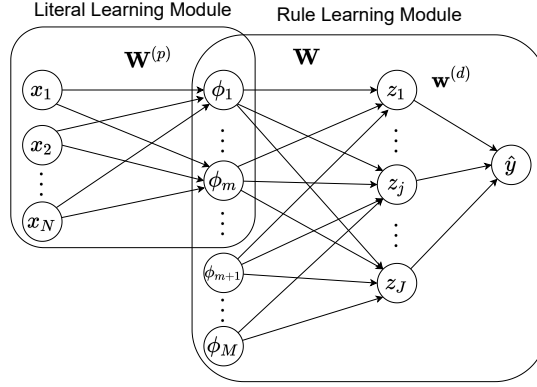 Literal Learning Module
Rule Learning Module
W^{(p)}
W
w^{(d)}
x_1
x_2
x_N
ϕ_1
ϕ_m
ϕ_{m+1}
ϕ_M
z_1
z_j
z_J
ŷ